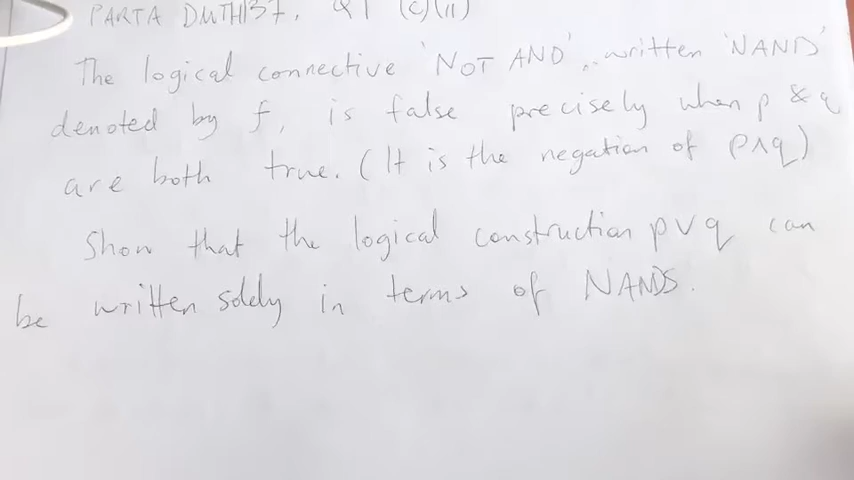 PARTA DMTH137, Q1 (c)(ii)
The logical connective 'NOT AND', written 'NAND'
denoted by f, is false precisely when p & q
are both true. (It is the negation of p∧q)
Show that the logical construction p∨q can
be written solely in terms of NANDS.